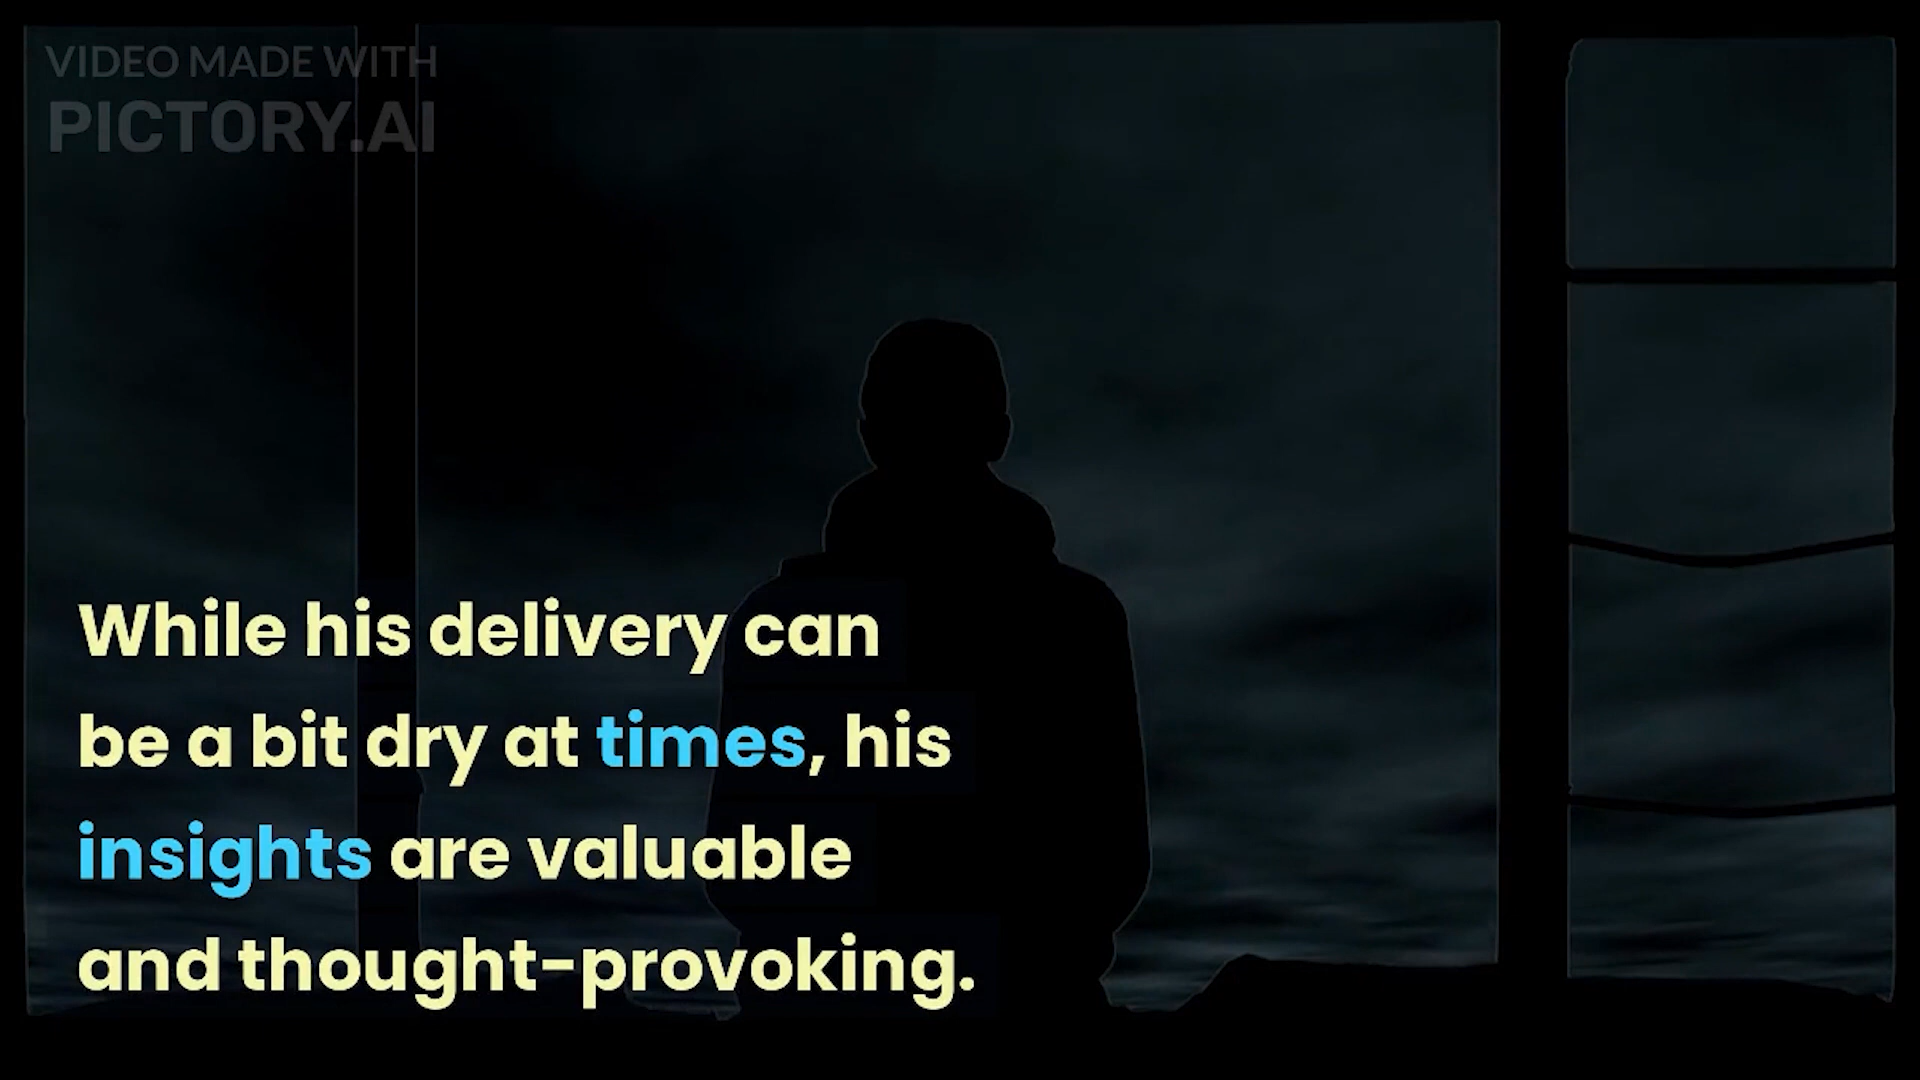 VIDEO MADE WITH
PICTORY.AI
While his delivery can
be a bit dry at times, his
insights are valuable
and thought-provoking.